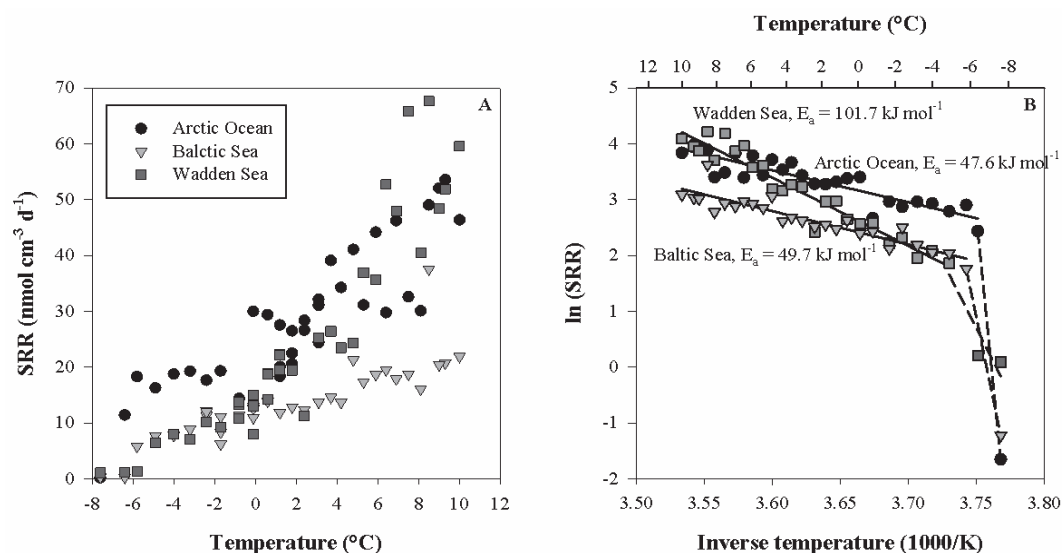 A
70
60
50
40
30
20
10
0
SRR (nmol cm⁻³ d⁻¹)
Arctic Ocean
Balctic Sea
Wadden Sea
-8 -6 -4 -2 0 2 4 6 8 10 12
Temperature (°C)
Temperature (°C)
12 10 8 6 4 2 0 -2 -4 -6 -8
B
5
4
3
2
1
0
-1
-2
ln (SRR)
Wadden Sea, Eₐ = 101.7 kJ mol⁻¹
Arctic Ocean, Eₐ = 47.6 kJ mol⁻¹
Baltic Sea, Eₐ = 49.7 kJ mol⁻¹
3.50 3.55 3.60 3.65 3.70 3.75 3.80
Inverse temperature (1000/K)